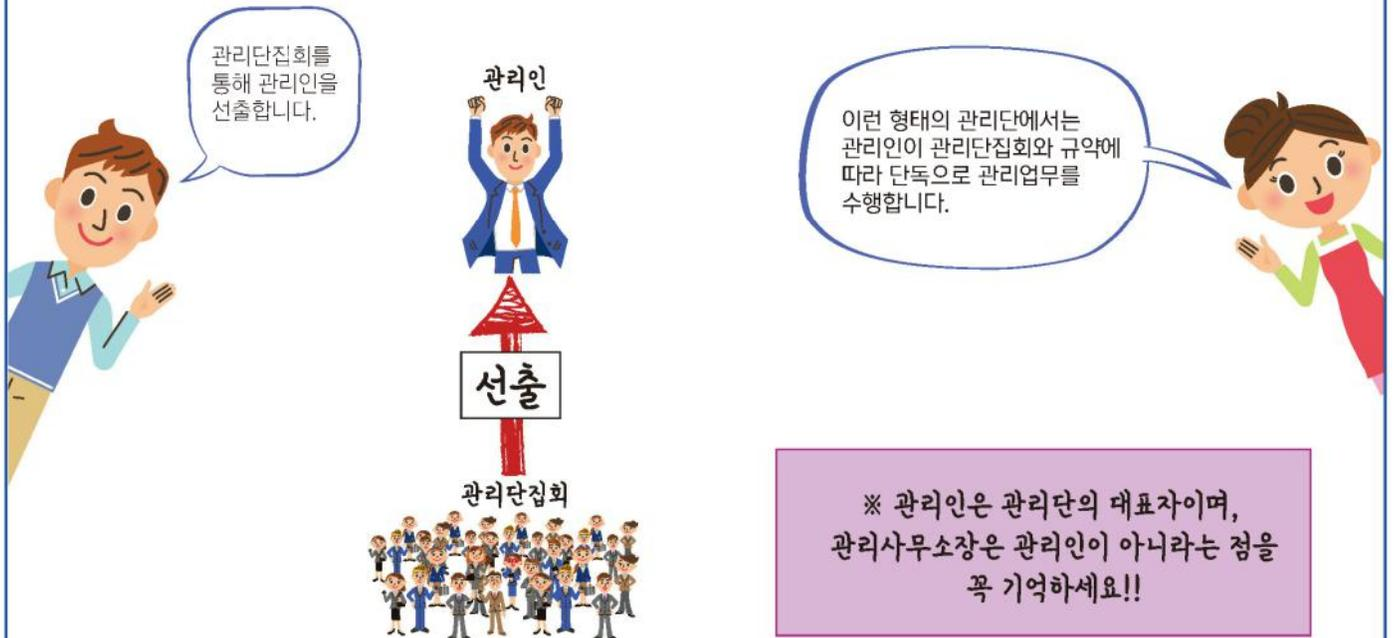 관리단집회를
통해 관리인을
선출합니다.
관리인
이런 형태의 관리단에서는
관리인이 관리단집회와 규약에
따라 단독으로 관리업무를
수행합니다.
선출
관리단집회
※ 관리인은 관리단의 대표자이며,
관리사무소장은 관리인이 아니라는 점을
꼭 기억하세요!!